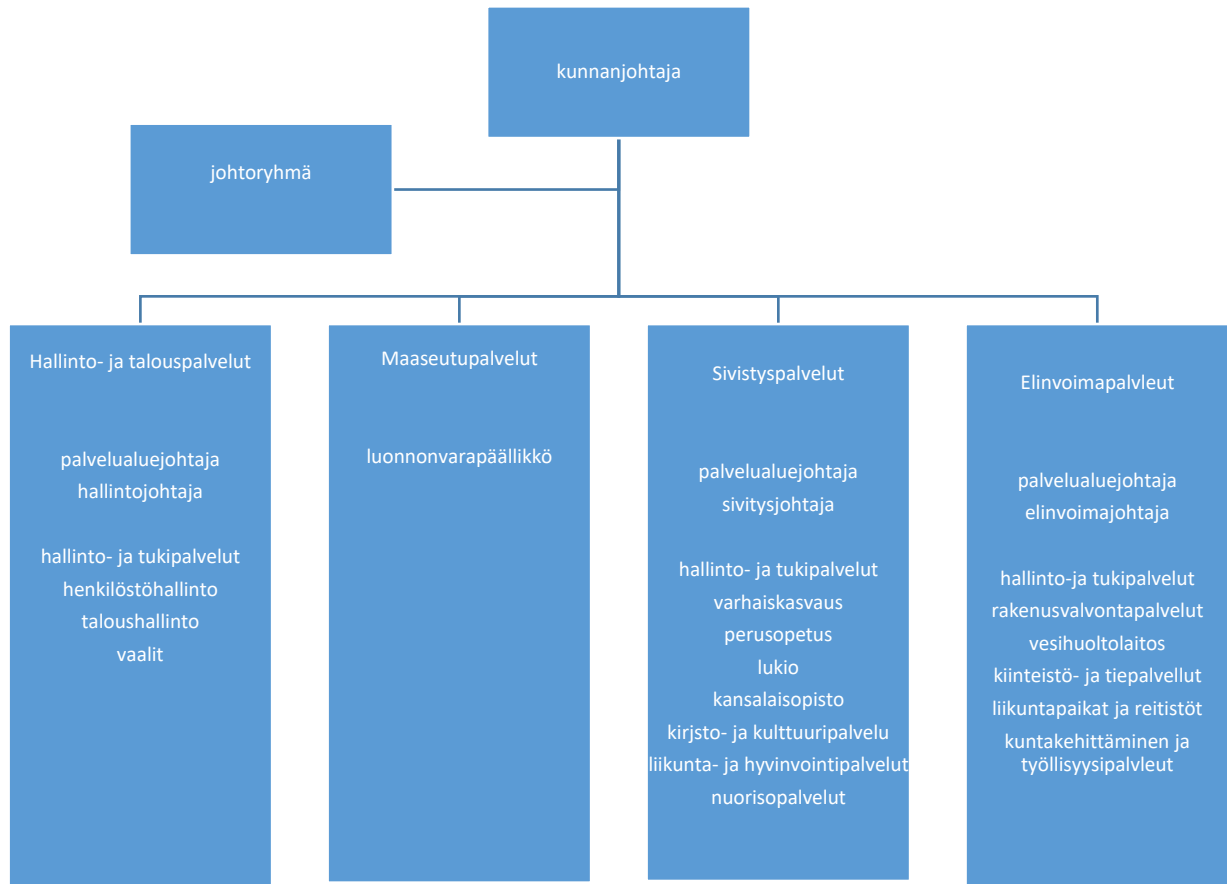 kunnanjohtaja
johtoryhmä
Hallinto- ja talouspalvelut
palvelualuejohtaja
hallintojohtaja
hallinto- ja tukipalvelut
henkilöstöhallinto
taloushallinto
vaalit
Maaseutupalvelut
luonnonvarapäällikkö
Sivistyspalvelut
palvelualuejohtaja
sivitysjohtaja
hallinto- ja tukipalvelut
varhaiskasvaus
perusopetus
lukio
kansalaisopisto
kirjsto- ja kulttuuripalvelu
liikunta- ja hyvinvointipalvelut
nuorisopalvelut
Elinvoimapalvleut
palvelualuejohtaja
elinvoimajohtaja
hallinto-ja tukipalvelut
rakenusvalvontapalvelut
vesihuoltolaitos
kiinteistö- ja tiepalvellut
liikuntapaikat ja reitistöt
kuntakehittäminen ja
työllisyysipalvleut